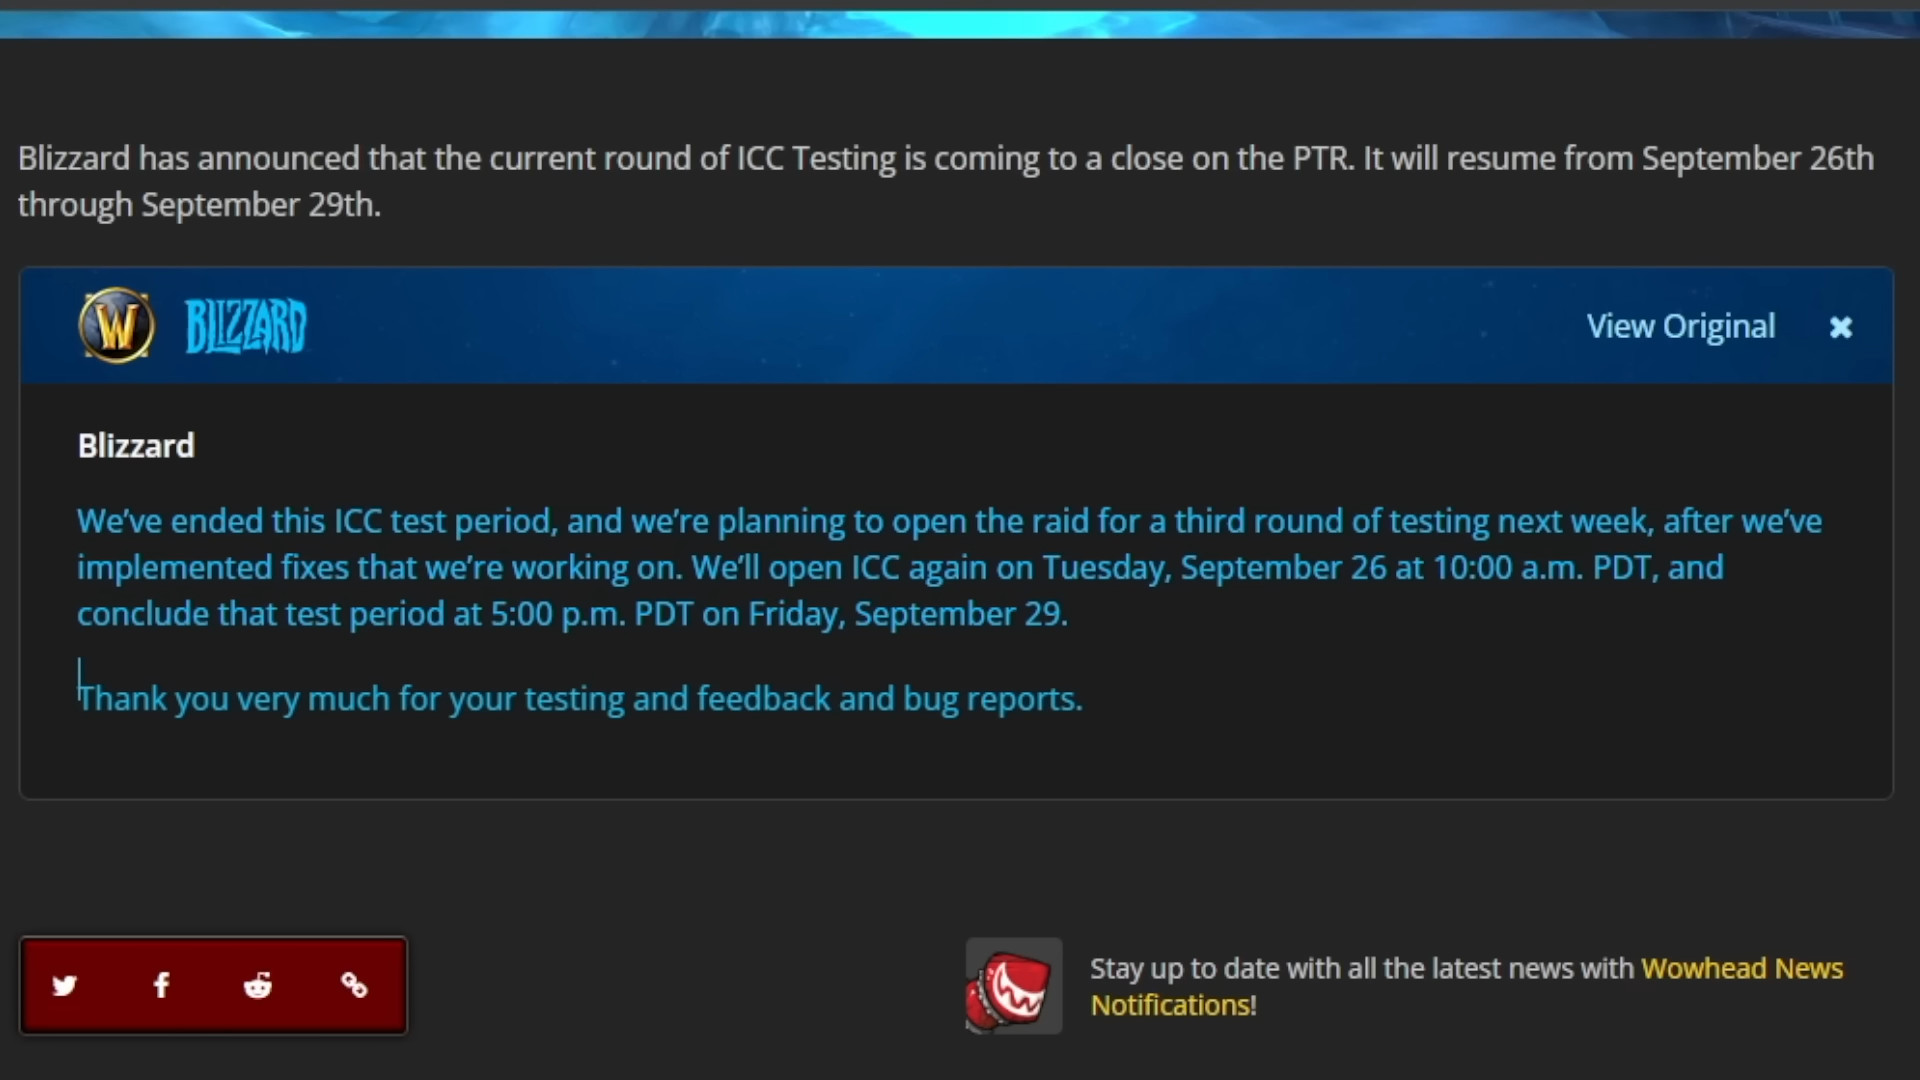 Blizzard has announced that the current round of ICC Testing is coming to a close on the PTR. It will resume from September 26th
through September 29th.
W BLIZZARD
View Original
Blizzard
We've ended this ICC test period, and we're planning to open the raid for a third round of testing next week, after we've
implemented fixes that we're working on. We'll open ICC again on Tuesday, September 26 at 10:00 a.m. PDT, and
conclude that test period at 5:00 p.m. PDT on Friday, September 29.
Thank you very much for your testing and feedback and bug reports.
Stay up to date with all the latest news with Wowhead News
Notifications!